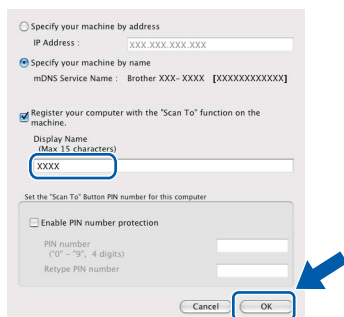 Specify your machine by address
IP Address : XXX.XXX.XXX.XXX
Specify your machine by name
mDNS Service Name : Brother XXX- XXXX [XXXXXXXXXXXX]
Register your computer with the "Scan To" function on the
machine.
Display Name
(Max 15 characters)
XXXX
Set the "Scan To" Button PIN number for this computer
Enable PIN number protection
PIN number
("0" - "9", 4 digits)
Retype PIN number
Cancel OK